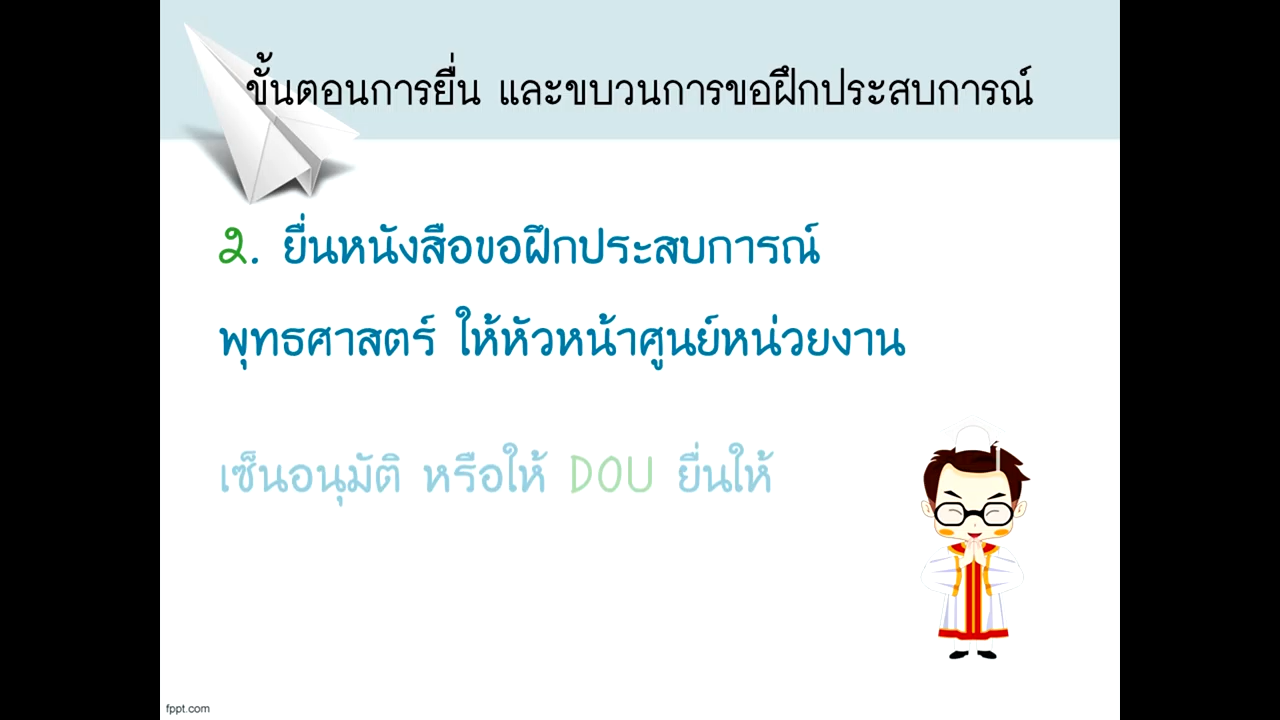 ขั้นตอนการยื่น และขบวนการขอฝึกประสบการณ์
2. ยื่นหนังสือขอฝึกประสบการณ์
พุทธศาสตร์ ให้หัวหน้าศูนย์หน่วยงาน
เซ็นอนุมัติ หรือให้ DOU ยื่นให้
fppt.com